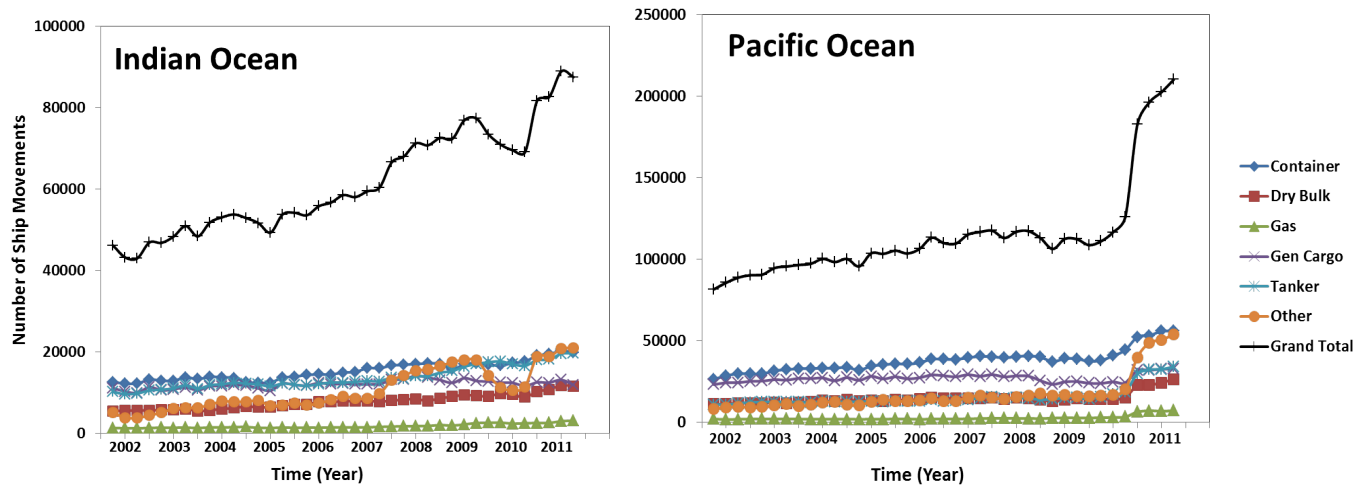 Indian Ocean
Number of Ship Movements
100000
80000
60000
40000
20000
0
2002 2003 2004 2005 2006 2007 2008 2009 2010 2011
Time (Year)
Pacific Ocean
250000
200000
150000
100000
50000
0
2002 2003 2004 2005 2006 2007 2008 2009 2010 2011
Time (Year)
Container
Dry Bulk
Gas
Gen Cargo
Tanker
Other
Grand Total